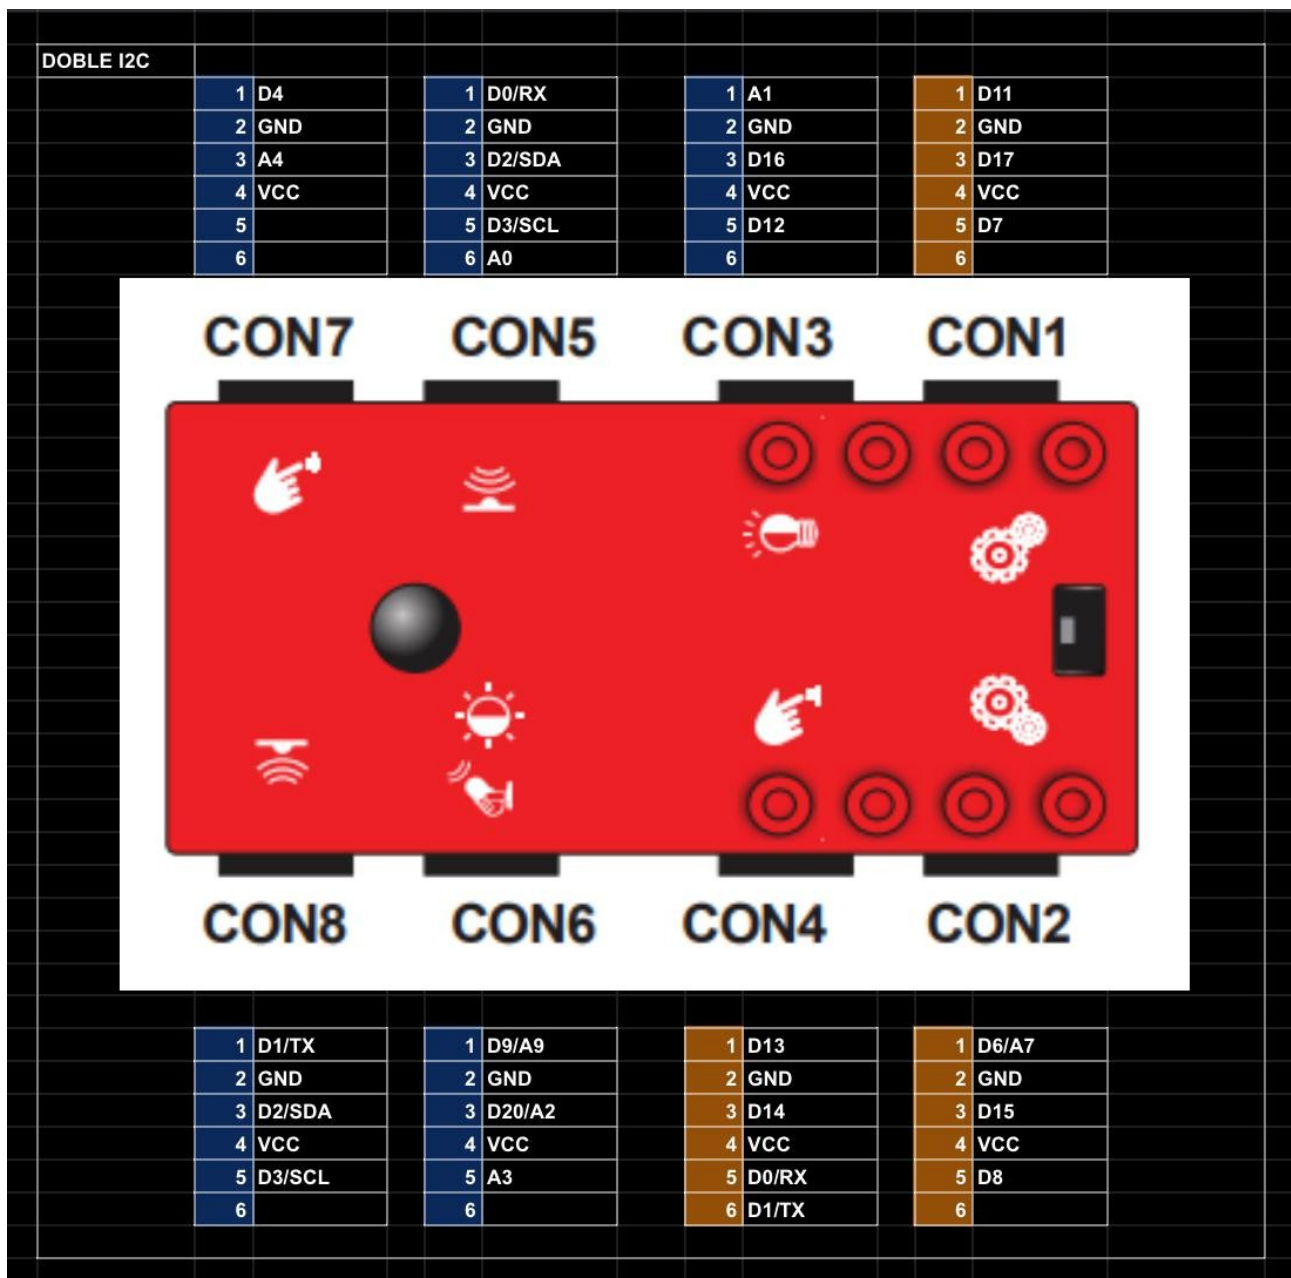 DOBLE I2C
1 D4 1 D0/RX 1 A1 1 D11
2 GND 2 GND 2 GND 2 GND
3 A4 3 D2/SDA 3 D16 3 D17
4 VCC 4 VCC 4 VCC 4 VCC
5 5 D3/SCL 5 D12 5 D7
6 6 A0 6 6
CON7 CON5 CON3 CON1
CON8 CON6 CON4 CON2
1 D1/TX 1 D9/A9 1 D13 1 D6/A7
2 GND 2 GND 2 GND 2 GND
3 D2/SDA 3 D20/A2 3 D14 3 D15
4 VCC 4 VCC 4 VCC 4 VCC
5 D3/SCL 5 A3 5 D0/RX 5 D8
6 6 6 D1/TX 6